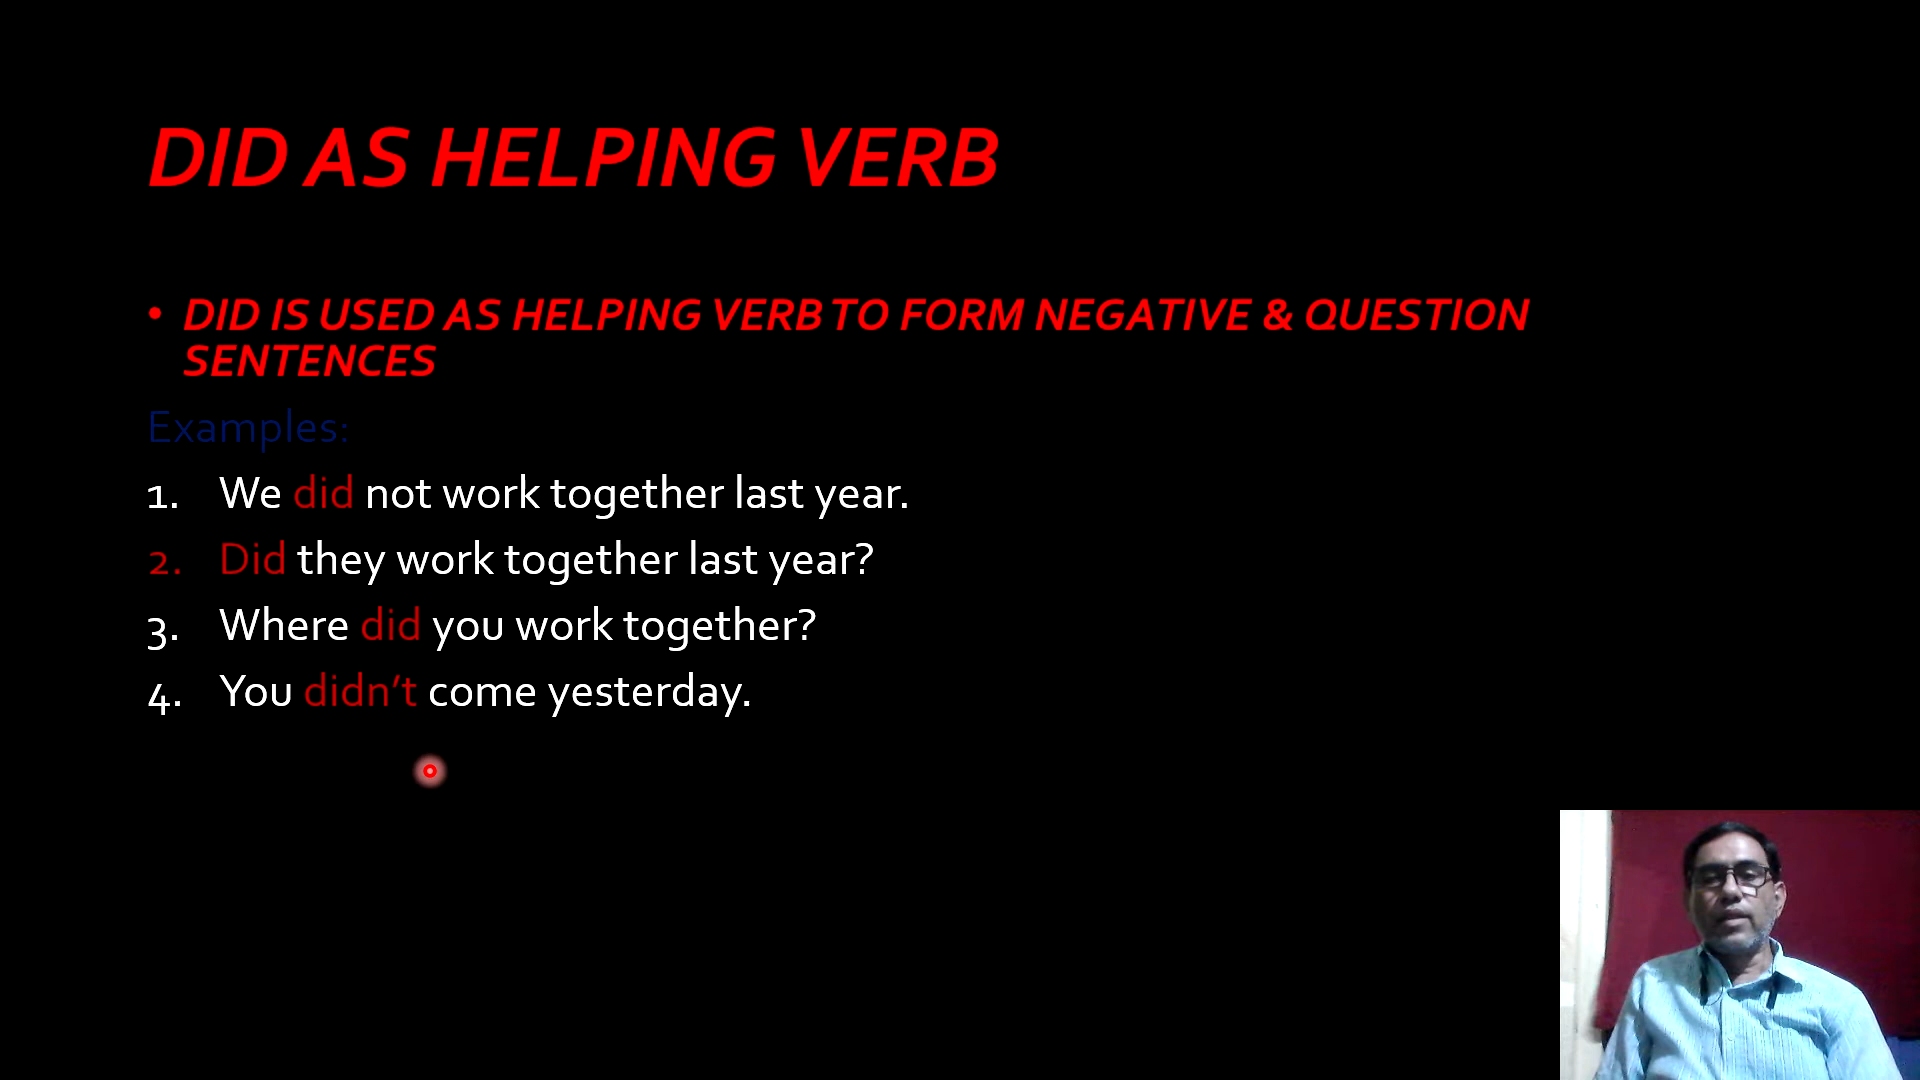 DID AS HELPING VERB
• DID IS USED AS HELPING VERB TO FORM NEGATIVE & QUESTION
SENTENCES
Examples:
1. We did not work together last year.
2. Did they work together last year?
3. Where did you work together?
4. You didn’t come yesterday.